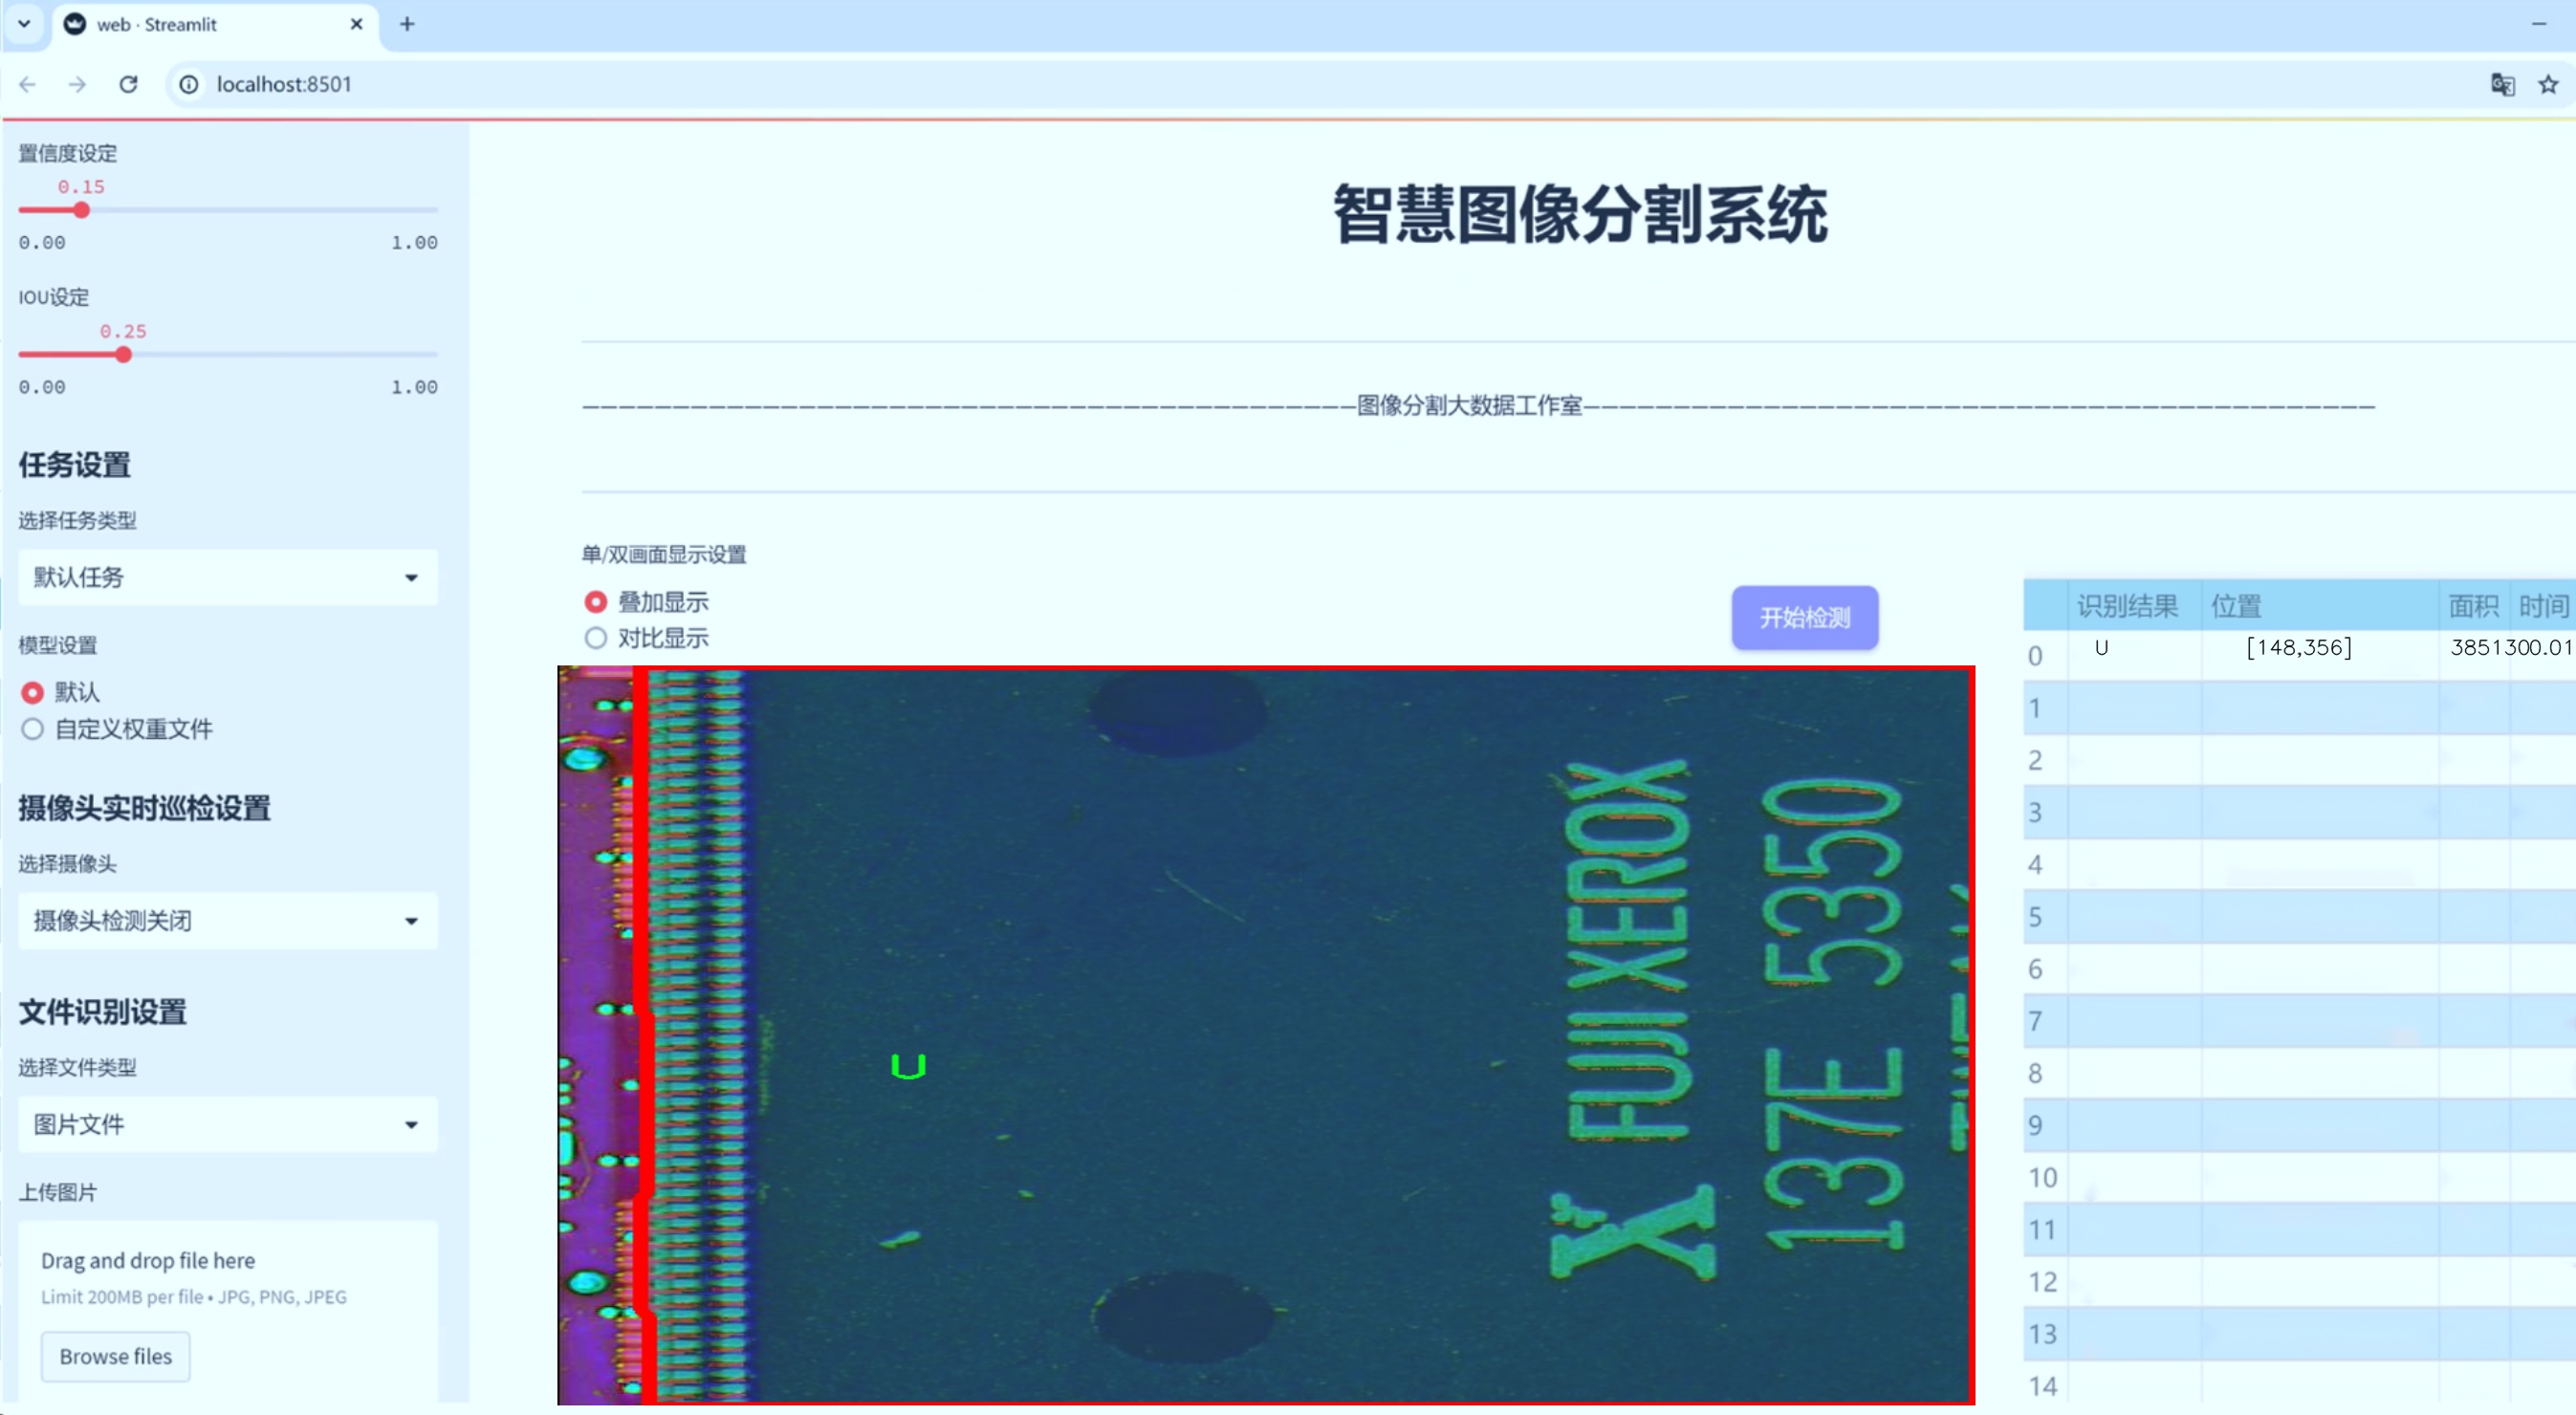 web · Streamlit
localhost:8501
置信度设定
0.15
0.00 1.00
IOU设定
0.25
0.00 1.00
任务设置
选择任务类型
默认任务
模型设置
默认
自定义权重文件
摄像头实时巡检设置
选择摄像头
摄像头检测关闭
文件识别设置
选择文件类型
图片文件
上传图片
Drag and drop file here
Limit 200MB per file • JPG, PNG, JPEG
Browse files
智慧图像分割系统
图像分割大数据工作室
单/双画面显示设置
叠加显示
对比显示
开始检测
FUJI XEROX
137E 5350
U
识别结果 位置 面积 时间
0 U [148,356] 3851300.01
1
2
3
4
5
6
7
8
9
10
11
12
13
14